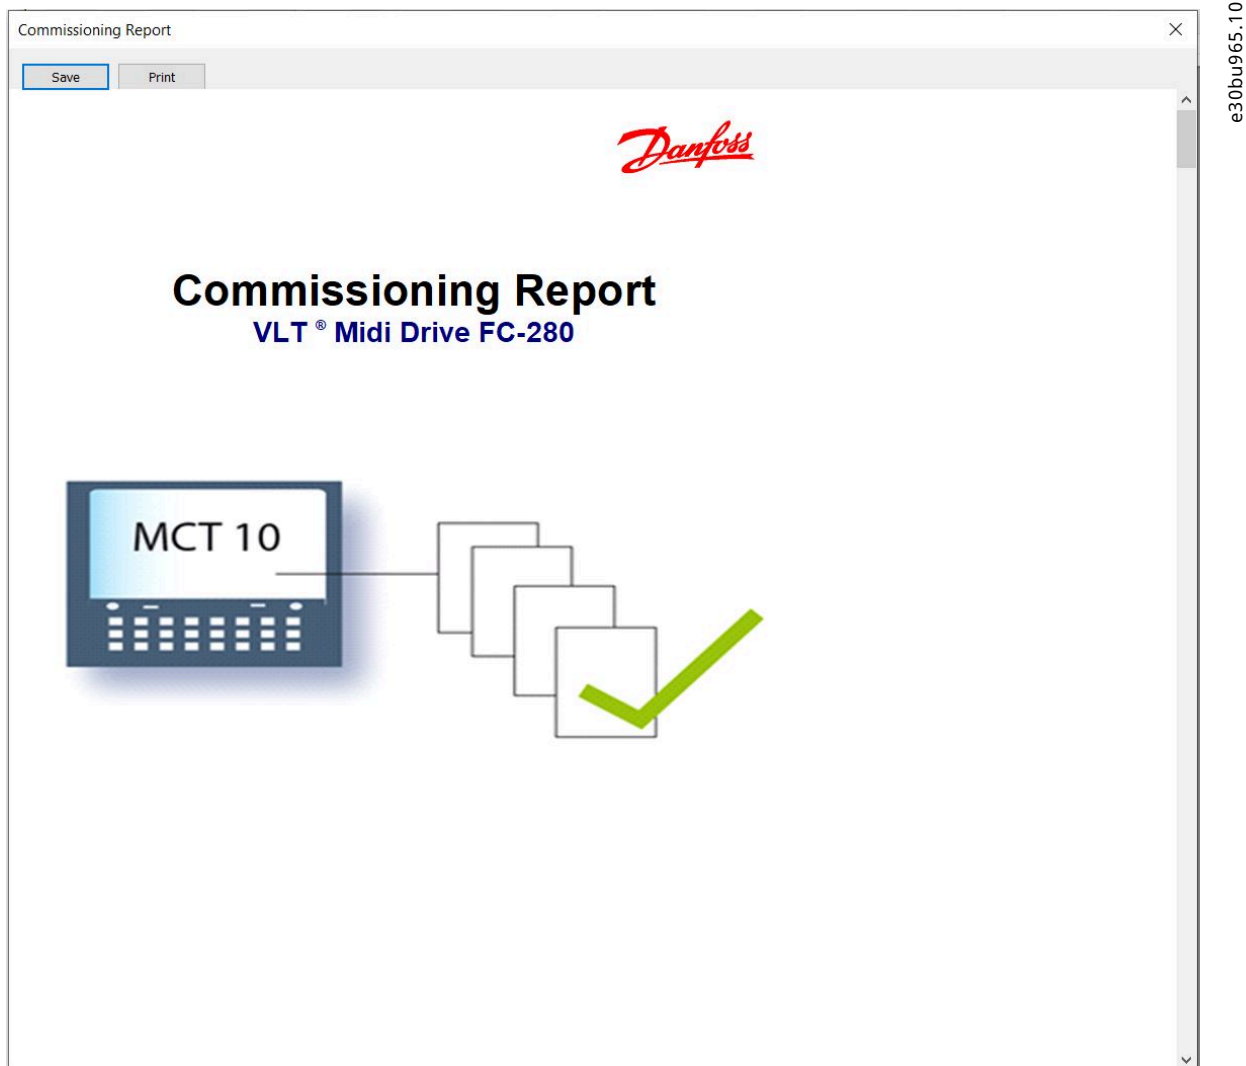 Commissioning Report
Save
Print
Danfoss
Commissioning Report
VLT ® Midi Drive FC-280
MCT 10
e30bu965.10